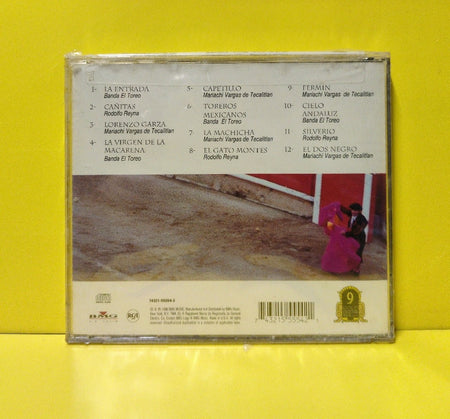 1- LA ENTRADA
Banda El Toreo
2- CAÑITAS
Rodolfo Reyna
3- LORENZO GARZA
Mariachi Vargas de Tecalitlan
4- LA VIRGEN DE LA
MACARENA
Banda El Toreo
5- CAPETILLO
Mariachi Vargas de Tecalitlan
6- TOREROS
MEXICANOS
Banda El Toreo
7- LA MACHICHA
Mariachi Vargas de Tecalitlan
8- EL GATO MONTES
Rodolfo Reyna
9- FERMIN
Mariachi Vargas de Tecalitlan
10- CIELO
ANDALUZ
Banda El Toreo
11- SILVERIO
Rodolfo Reyna
12- EL DOS NEGRO
Mariachi Vargas de Tecalitlan
BMG
RCA
9